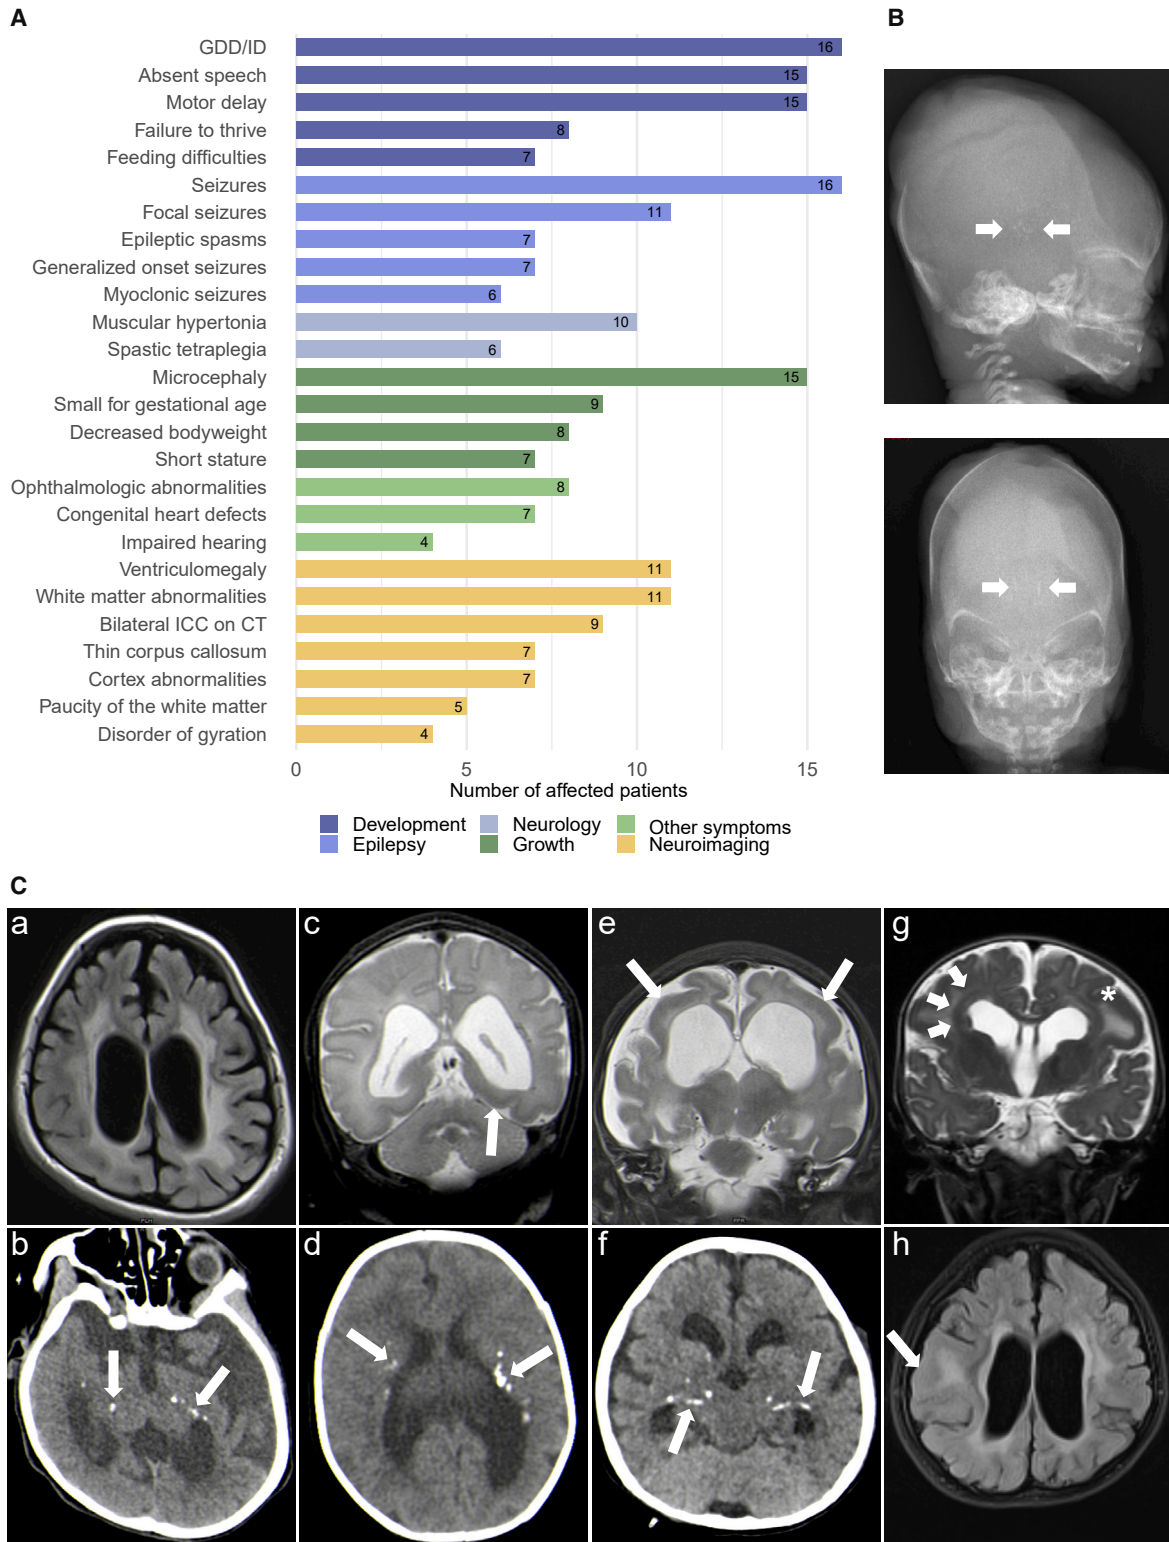 A
GDD/ID 16
Absent speech 15
Motor delay 15
Failure to thrive 8
Feeding difficulties 7
Seizures 16
Focal seizures 11
Epileptic spasms 7
Generalized onset seizures 7
Myoclonic seizures 6
Muscular hypertonia 10
Spastic tetraplegia 6
Microcephaly 15
Small for gestational age 9
Decreased bodyweight 8
Short stature 7
Ophthalmologic abnormalities 8
Congenital heart defects 7
Impaired hearing 4
Ventriculomegaly 11
White matter abnormalities 11
Bilateral ICC on CT 9
Thin corpus callosum 7
Cortex abnormalities 7
Paucity of the white matter 5
Disorder of gyration 4
0 5 10 15
Number of affected patients
Development Neurology Other symptoms
Epilepsy Growth Neuroimaging
B
C
a c e g
*
b d f h